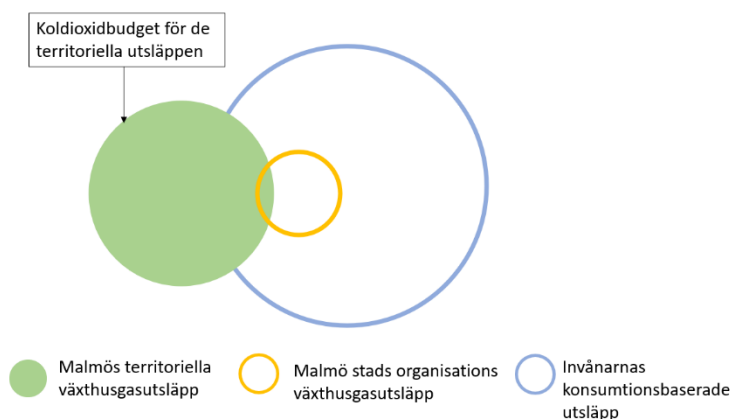 Koldioxidbudget för de
territoriella utsläppen
Malmös territoriella
växthusgasutsläpp
Malmö stads organisations
växthusgasutsläpp
Invånarnas
konsumtionsbaserade
utsläpp